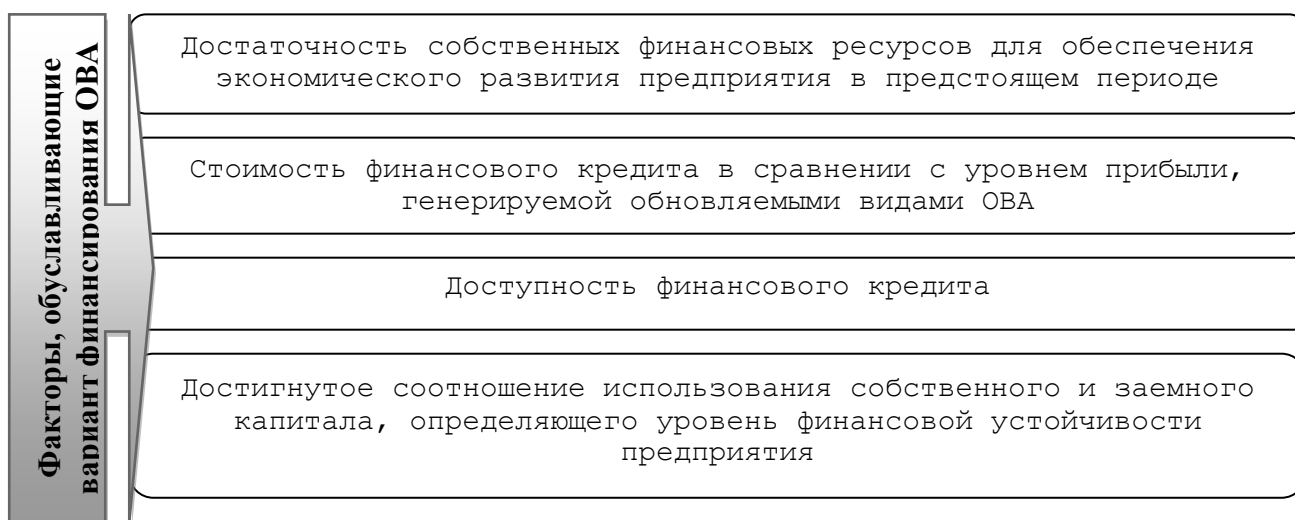 Факторы, обуславливающие
вариант финансирования ОВА
Достаточность собственных финансовых ресурсов для обеспечения
экономического развития предприятия в предстоящем периоде
Стоимость финансового кредита в сравнении с уровнем прибыли,
генерируемой обновляемыми видами ОВА
Доступность финансового кредита
Достигнутое соотношение использования собственного и заемного
капитала, определяющего уровень финансовой устойчивости
предприятия